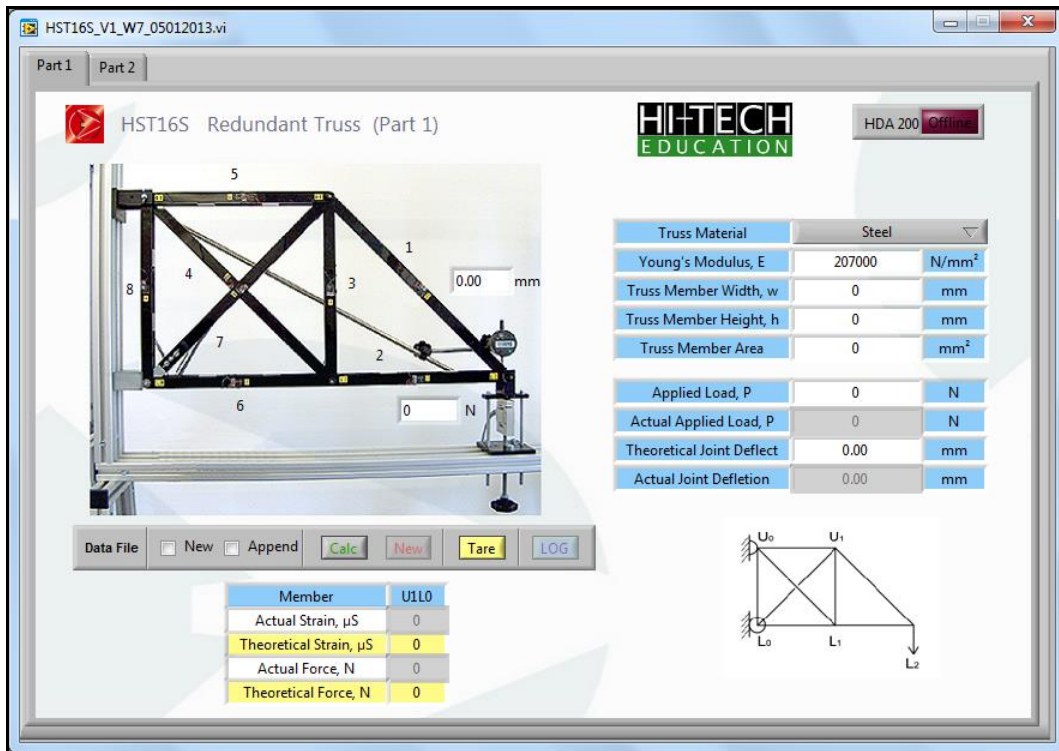 HST16S_V1_W7_05012013.vi
Part 1 Part 2
HST16S Redundant Truss (Part 1)
HI-TECH
EDUCATION
HDA 200 Offline
5
1
4
3
8
0.00 mm
7
2
6
0 N
Truss Material Steel
Young's Modulus, E 207000 N/mm²
Truss Member Width, w 0 mm
Truss Member Height, h 0 mm
Truss Member Area 0 mm²
Applied Load, P 0 N
Actual Applied Load, P 0 N
Theoretical Joint Deflect 0.00 mm
Actual Joint Defletion 0.00 mm
Data File New Append Calc New Tare LOG
Member U1L0
Actual Strain, µS 0
Theoretical Strain, µS 0
Actual Force, N 0
Theoretical Force, N 0
U₀ U₁
L₀ L₁
L₂